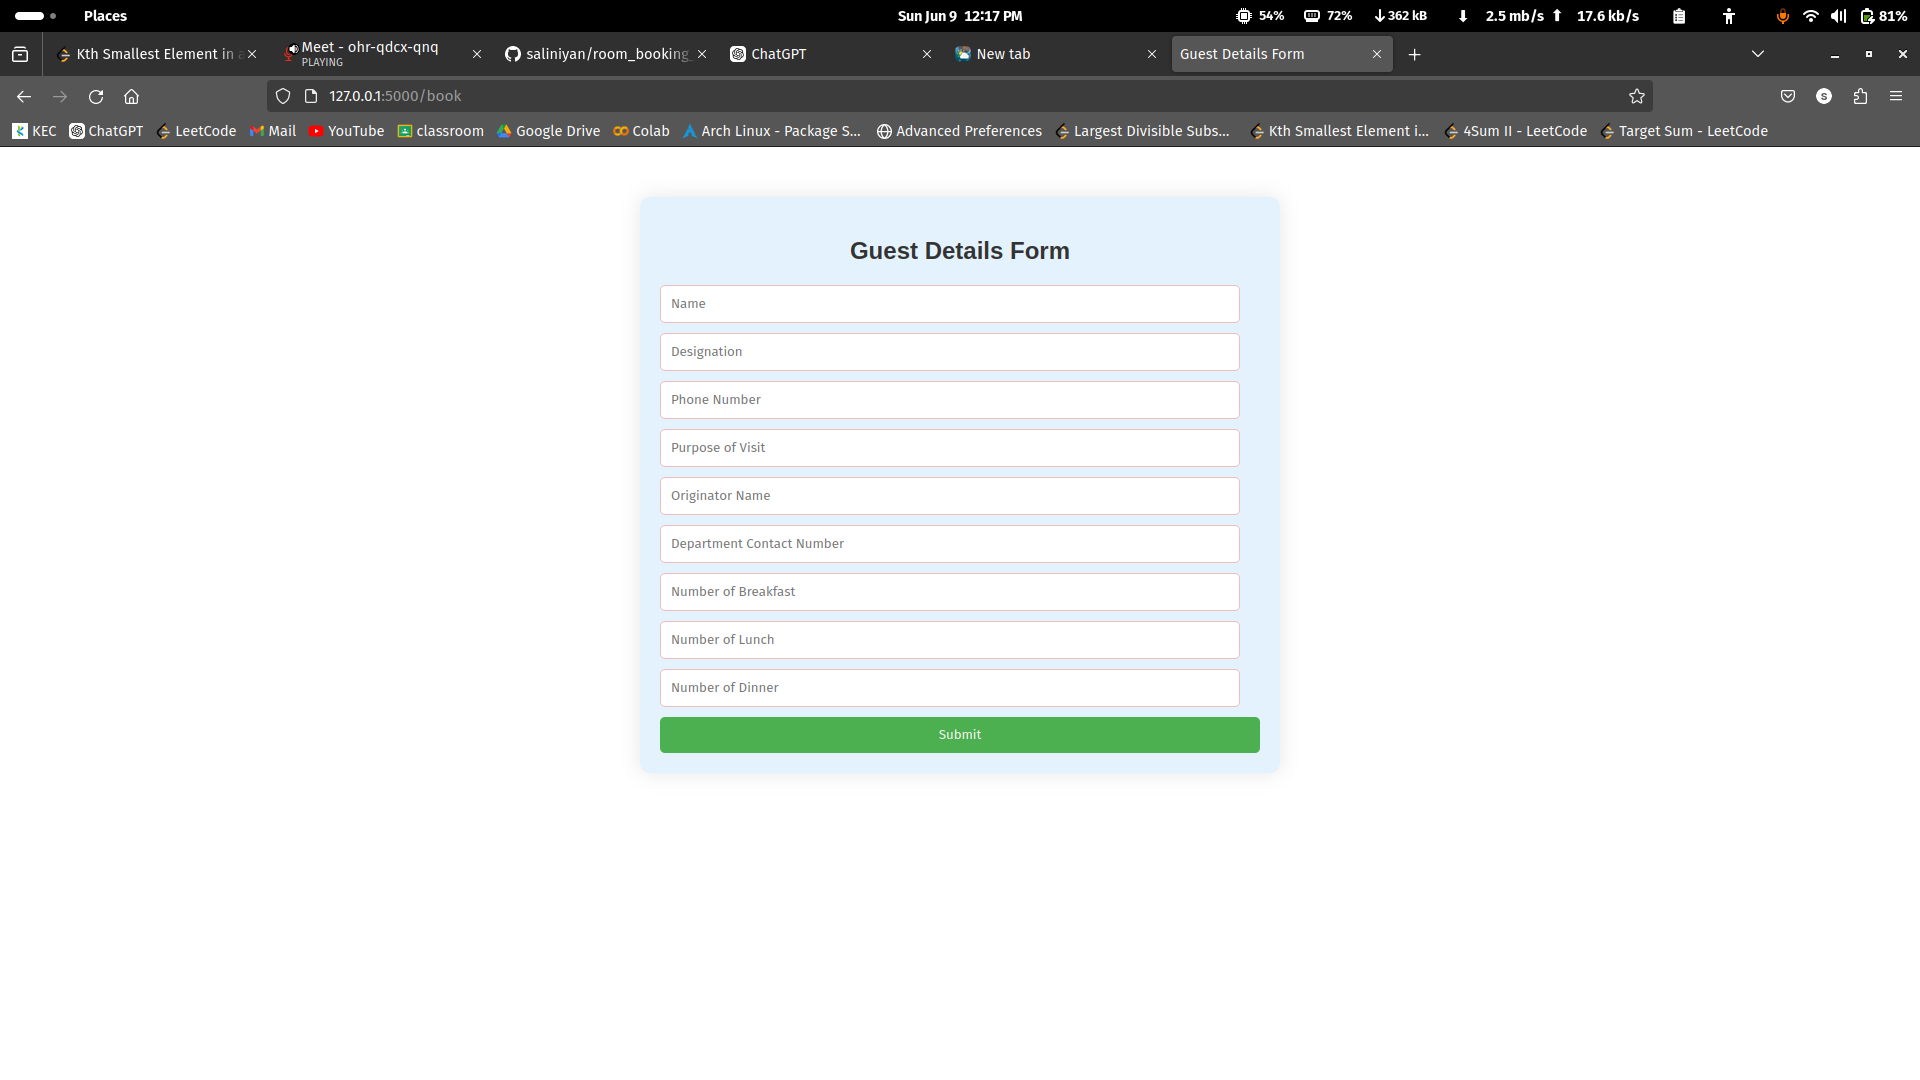 Places
Sun Jun 9 12:17 PM
54% 72% 362 kB 2.5 mb/s 17.6 kb/s 81%
Kth Smallest Element in a
Meet - ohr-qdcx-qnq
PLAYING
saliniyan/room_booking
ChatGPT
New tab
Guest Details Form
127.0.0.1:5000/book
S
KEC ChatGPT LeetCode Mail YouTube classroom Google Drive Colab Arch Linux - Package S... Advanced Preferences Largest Divisible Subs... Kth Smallest Element i... 4Sum II - LeetCode Target Sum - LeetCode
Guest Details Form
Name
Designation
Phone Number
Purpose of Visit
Originator Name
Department Contact Number
Number of Breakfast
Number of Lunch
Number of Dinner
Submit